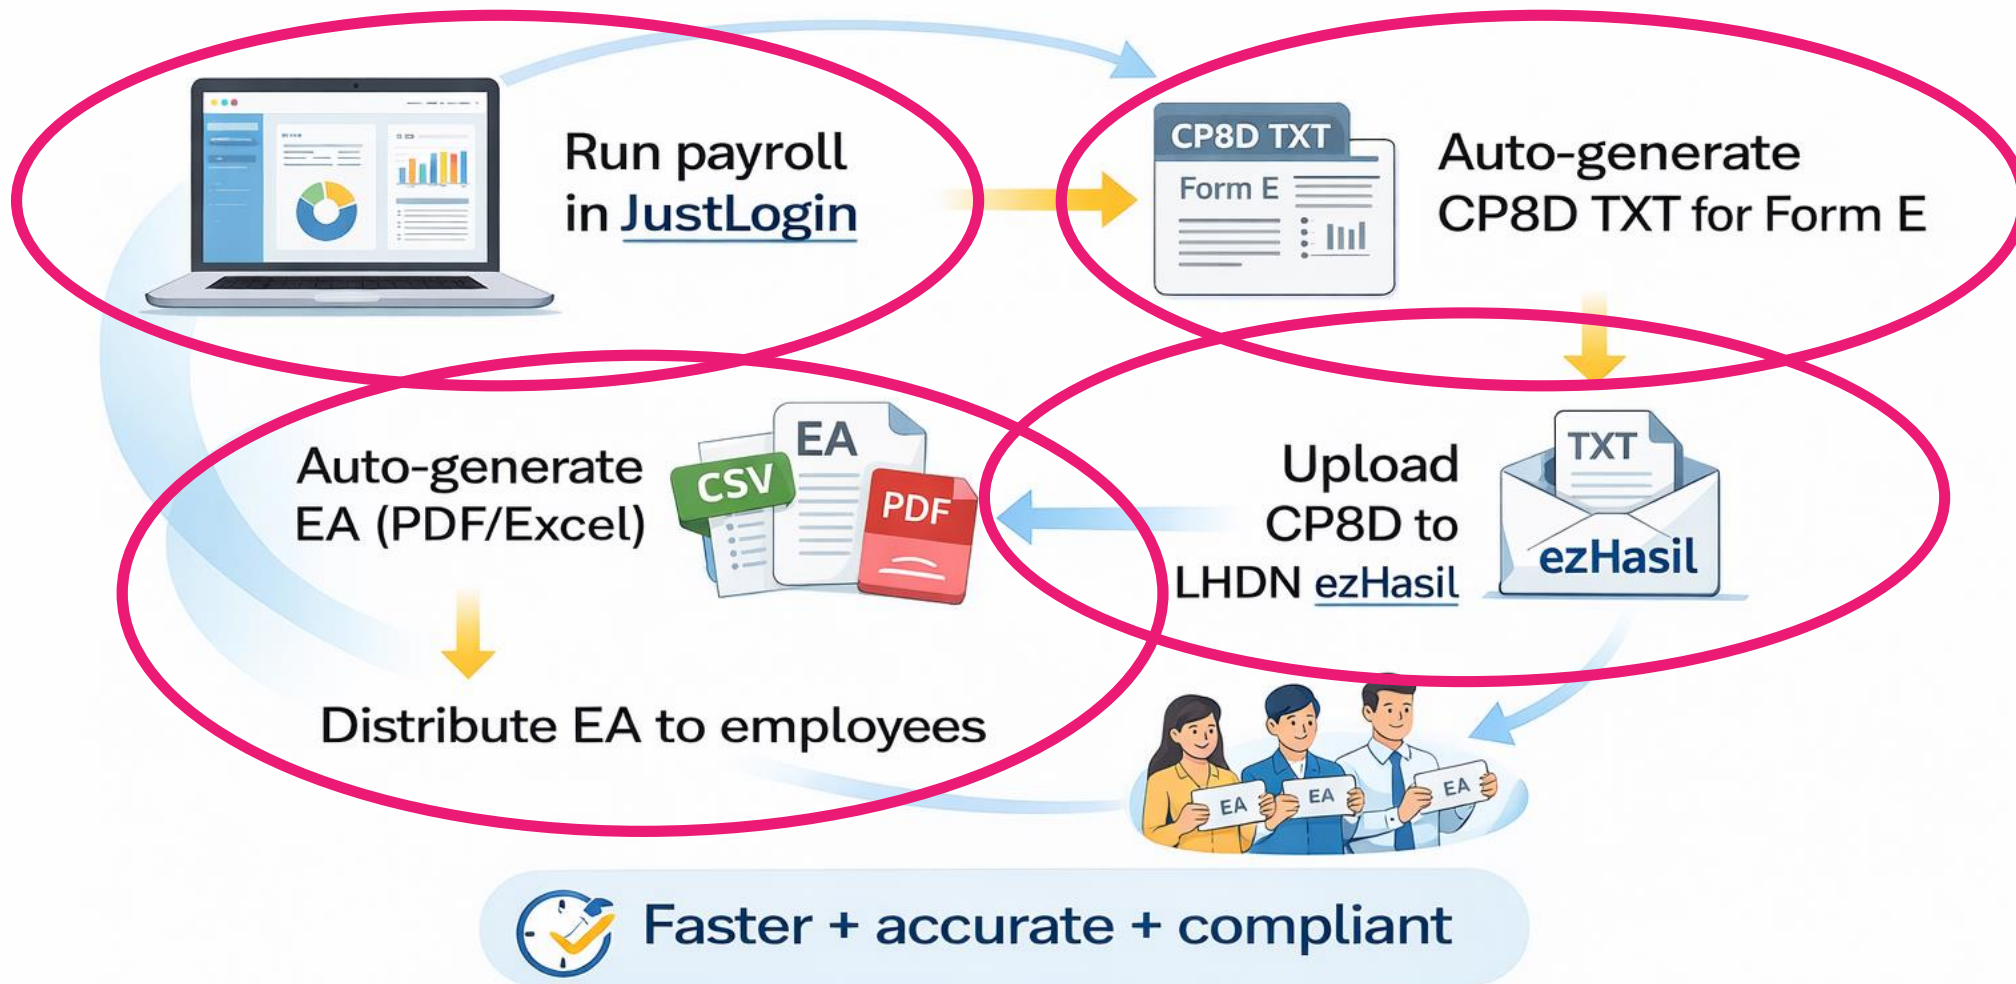 Run payroll
in JustLogin
CP8D TXT
Form E
Auto-generate
CP8D TXT for Form E
Auto-generate
EA (PDF/Excel)
CSV
EA
PDF
Upload
CP8D to
LHDN ezHasil
TXT
ezHasil
Distribute EA to employees
EA
EA
EA
Faster + accurate + compliant